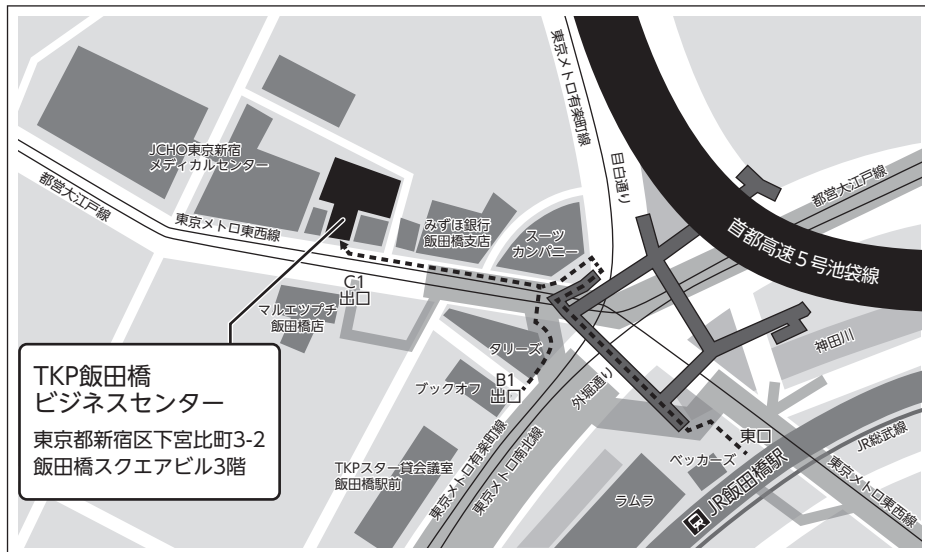 東京メトロ有楽町線
目白通り
都営大江戸線
首都高速5号池袋線
JCHO東京新宿
メディカルセンター
都営大江戸線
東京メトロ東西線
みずほ銀行
飯田橋支店
スーツ
カンパニー
C1
出口
マルエツプチ
飯田橋店
神田川
タリーズ
ブックオフ
B1
出口
外堀通り
TKP飯田橋
ビジネスセンター
東京都新宿区下宮比町3-2
飯田橋スクエアビル3階
東口
ベッカーズ
JR総武線
東京メトロ有楽町線
東京メトロ南北線
TKPスター貸会議室
飯田橋駅前
ラムラ
JR飯田橋駅
東京メトロ東西線